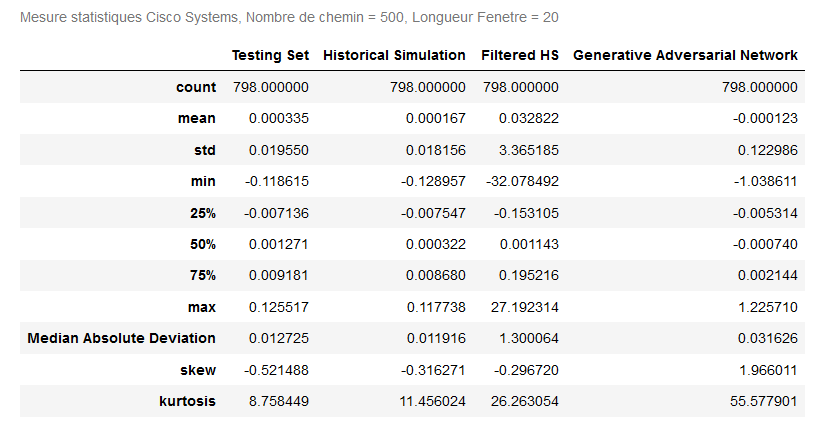 Mesure statistiques Cisco Systems, Nombre de chemin = 500, Longueur Fenetre = 20
Testing Set Historical Simulation Filtered HS Generative Adversarial Network
count 798.000000 798.000000 798.000000 798.000000
mean 0.000335 0.000167 0.032822 -0.000123
std 0.019550 0.018156 3.365185 0.122986
min -0.118615 -0.128957 -32.078492 -1.038611
25% -0.007136 -0.007547 -0.153105 -0.005314
50% 0.001271 0.000322 0.001143 -0.000740
75% 0.009181 0.008680 0.195216 0.002144
max 0.125517 0.117738 27.192314 1.225710
Median Absolute Deviation 0.012725 0.011916 1.300064 0.031626
skew -0.521488 -0.316271 -0.296720 1.966011
kurtosis 8.758449 11.456024 26.263054 55.577901